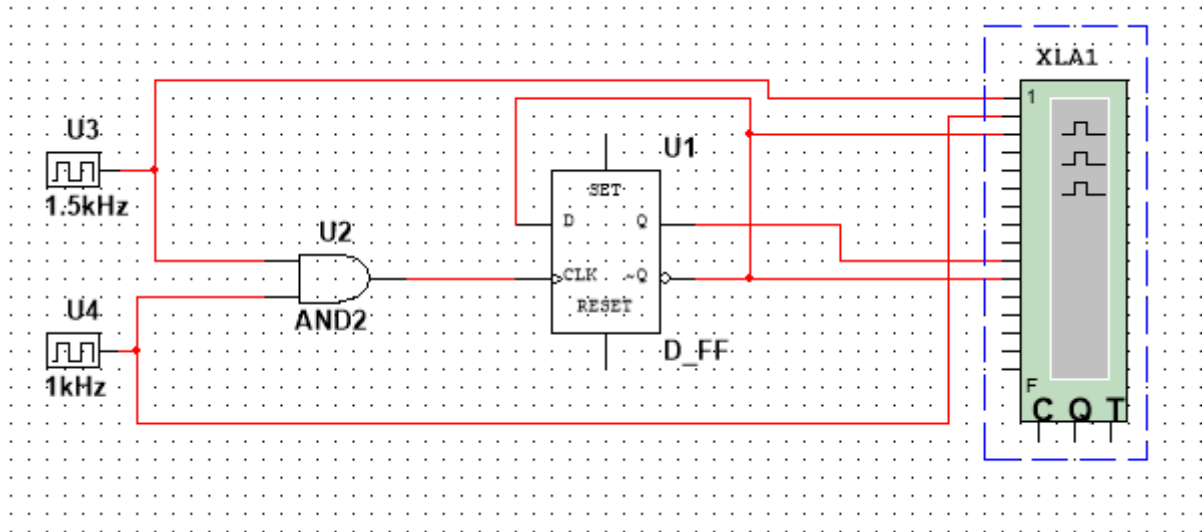 XLA1
1
U3
1.5kHz
U1
SET
D Q
CLK ~Q
RESET
D_FF
U2
AND2
U4
1kHz
F
C Q T